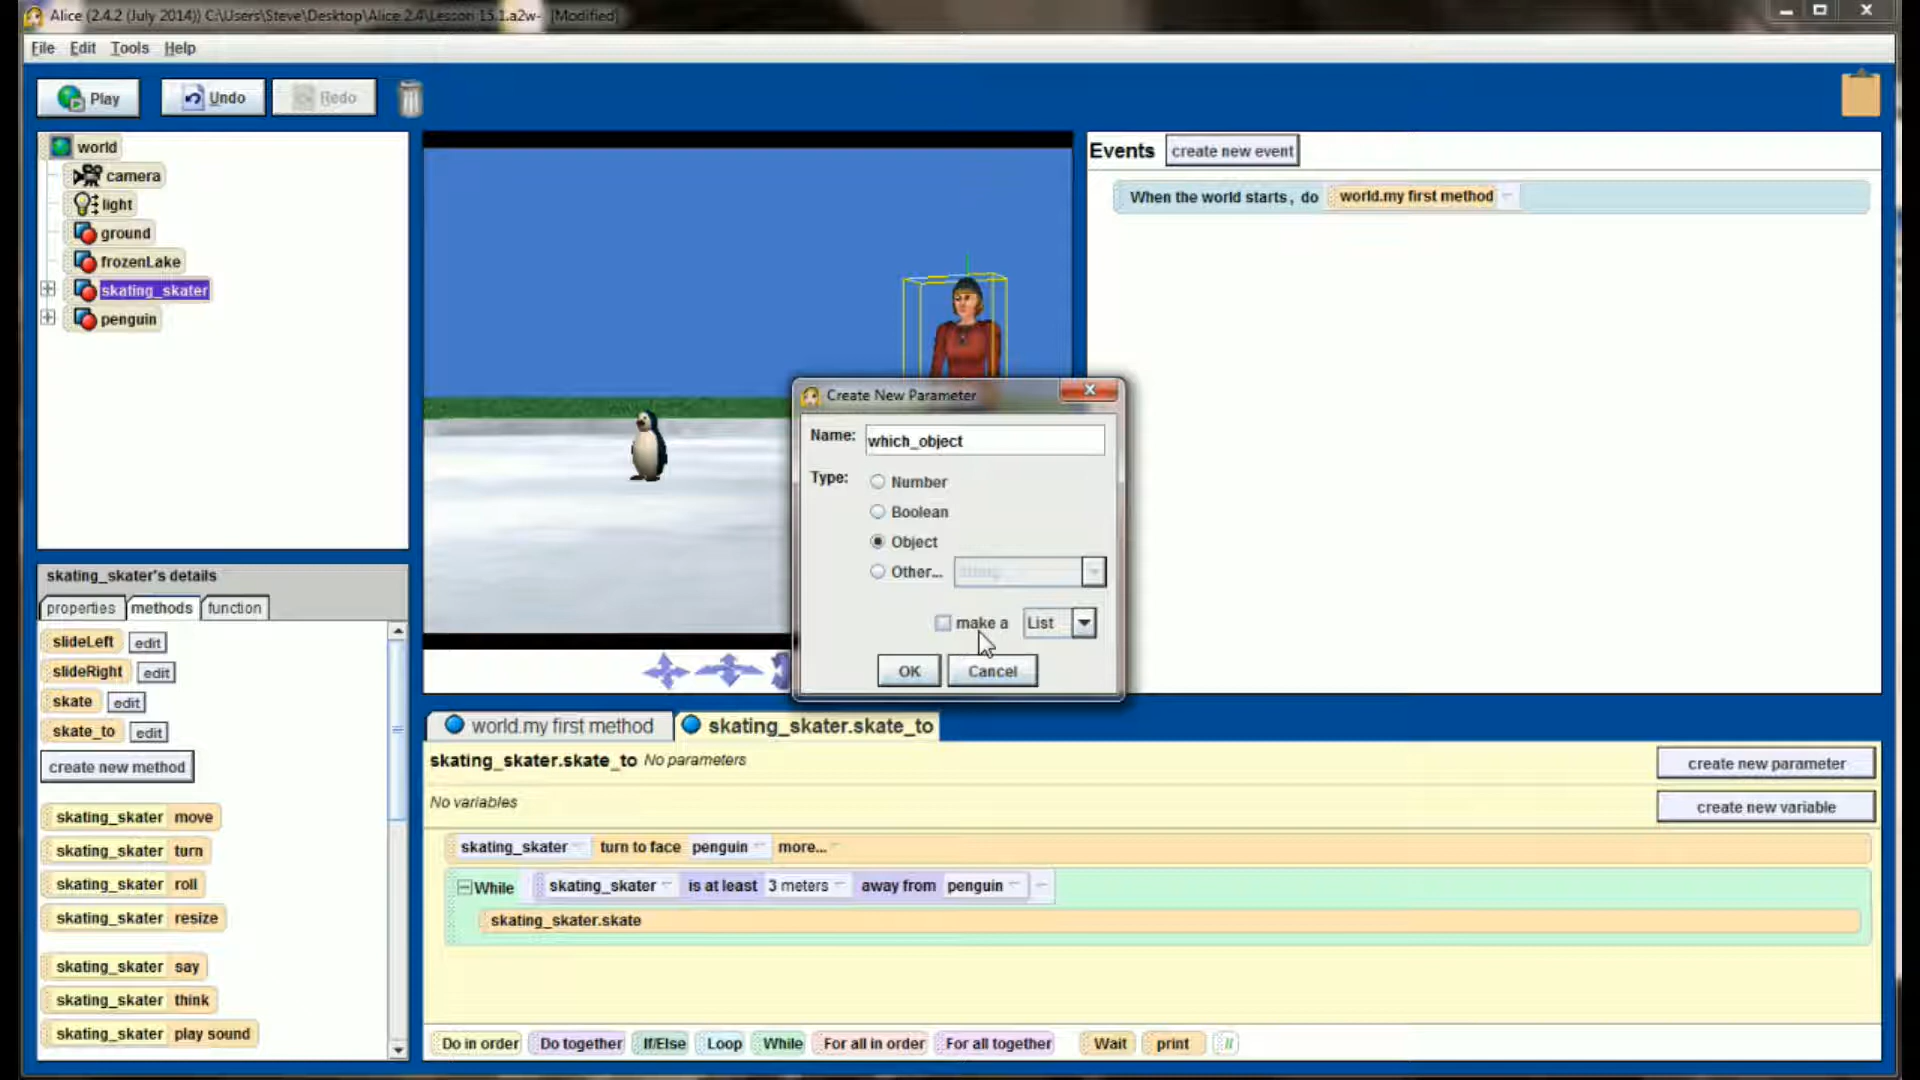 Alice (2.4.2 (July 2014)) C:\Users\Steve\Desktop\Alice 2.4\Lesson 15.1.a2w - [Modified]
File Edit Tools Help
Play Undo Redo
world
camera
light
ground
frozenLake
skating_skater
penguin
Events create new event
When the world starts, do world.my first method
Create New Parameter
Name: which_object
Type: Number
Boolean
Object
Other...
make a List
OK Cancel
skating_skater's details
properties methods function
slideLeft edit
slideRight edit
skate edit
skate_to edit
create new method
skating_skater move
skating_skater turn
skating_skater roll
skating_skater resize
skating_skater say
skating_skater think
skating_skater play sound
world.my first method skating_skater.skate_to
skating_skater.skate_to No parameters create new parameter
No variables create new variable
skating_skater turn to face penguin more...
While skating_skater is at least 3 meters away from penguin
skating_skater.skate
Do in order Do together If/Else Loop While For all in order For all together Wait print //